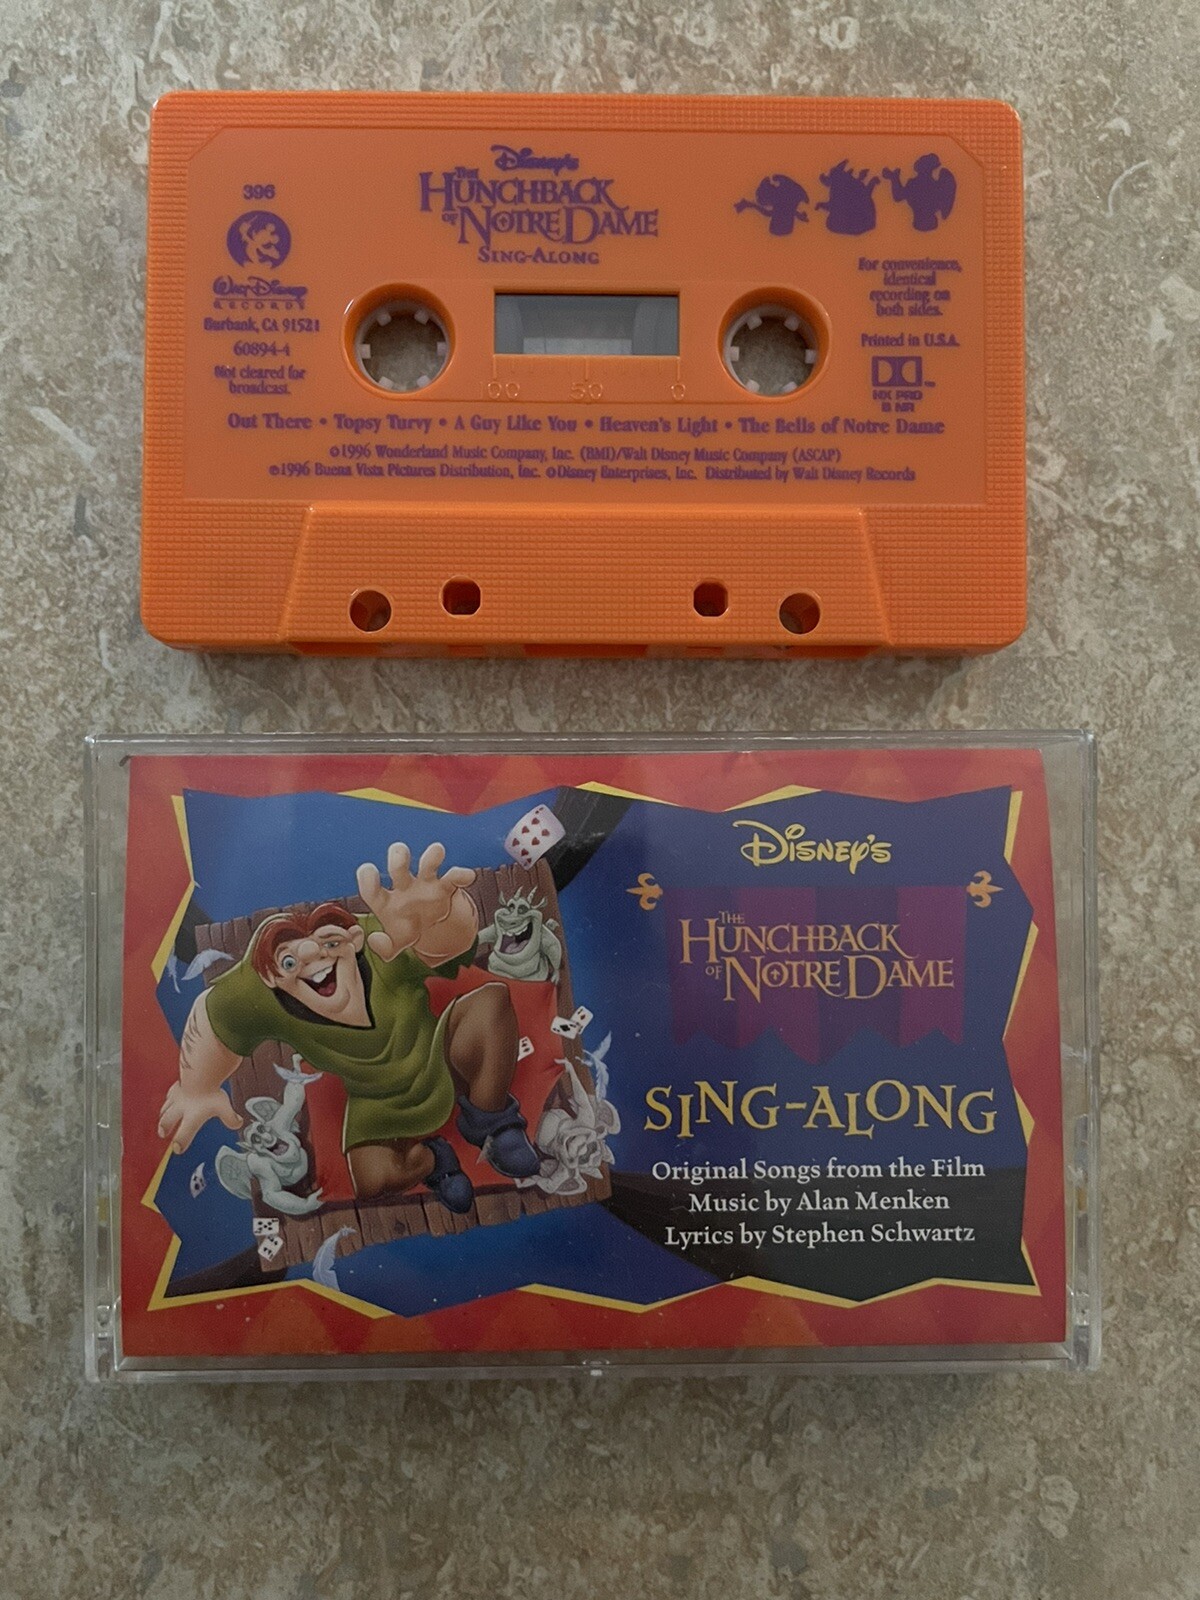 Disney's
THE
HUNCHBACK
OF NOTRE DAME
SING-ALONG
396
WALT DISNEY
RECORDS
Burbank, CA 91521
60894-4
Not cleared for
broadcast.
For convenience,
identical
recording on
both sides.
Printed in U.S.A.
HX PRO
B NR
100 50 0
Out There • Topsy Turvy • A Guy Like You • Heaven's Light • The Bells of Notre Dame
©1996 Wonderland Music Company, Inc. (BMI)/Walt Disney Music Company (ASCAP)
℗1996 Buena Vista Pictures Distribution, Inc. ©Disney Enterprises, Inc. Distributed by Walt Disney Records
DISNEY'S
THE
HUNCHBACK
OF NOTRE DAME
SING-ALONG
Original Songs from the Film
Music by Alan Menken
Lyrics by Stephen Schwartz